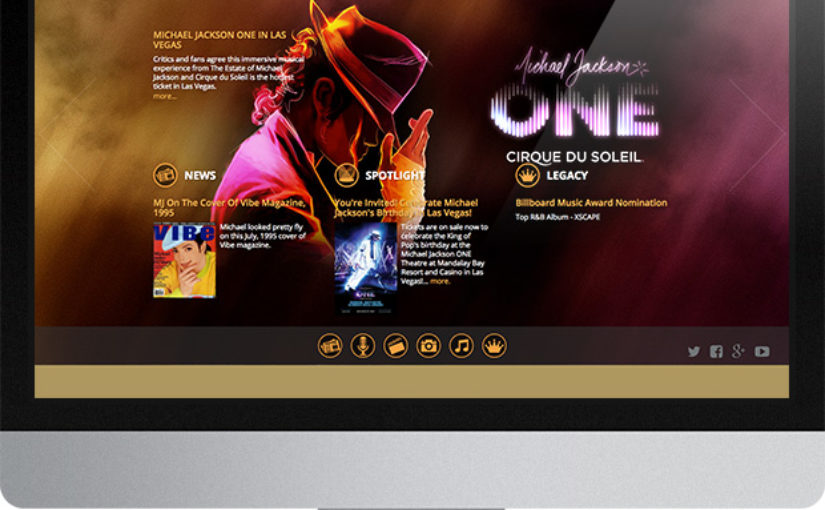 MICHAEL JACKSON ONE IN LAS
VEGAS
Critics and fans agree this immersive musical
experience from The Estate of Michael
Jackson and Cirque du Soleil is the hottest
ticket in Las Vegas.
more...
Michael Jackson
ONE
CIRQUE DU SOLEIL.
NEWS
Mj On The Cover Of Vibe Magazine,
1995
VIBE
Michael looked pretty fly
on this July, 1995 cover of
Vibe magazine.
SPOTLIGHT
You're Invited! Celebrate Michael
Jackson's Birthday in Las Vegas!
Tickets are on sale now to
celebrate the King of
Pop's birthday at the
Michael Jackson ONE
Theatre at Mandalay Bay
Resort and Casino in Las
Vegas!... more.
LEGACY
Billboard Music Award Nomination
Top R&B Album - XSCAPE